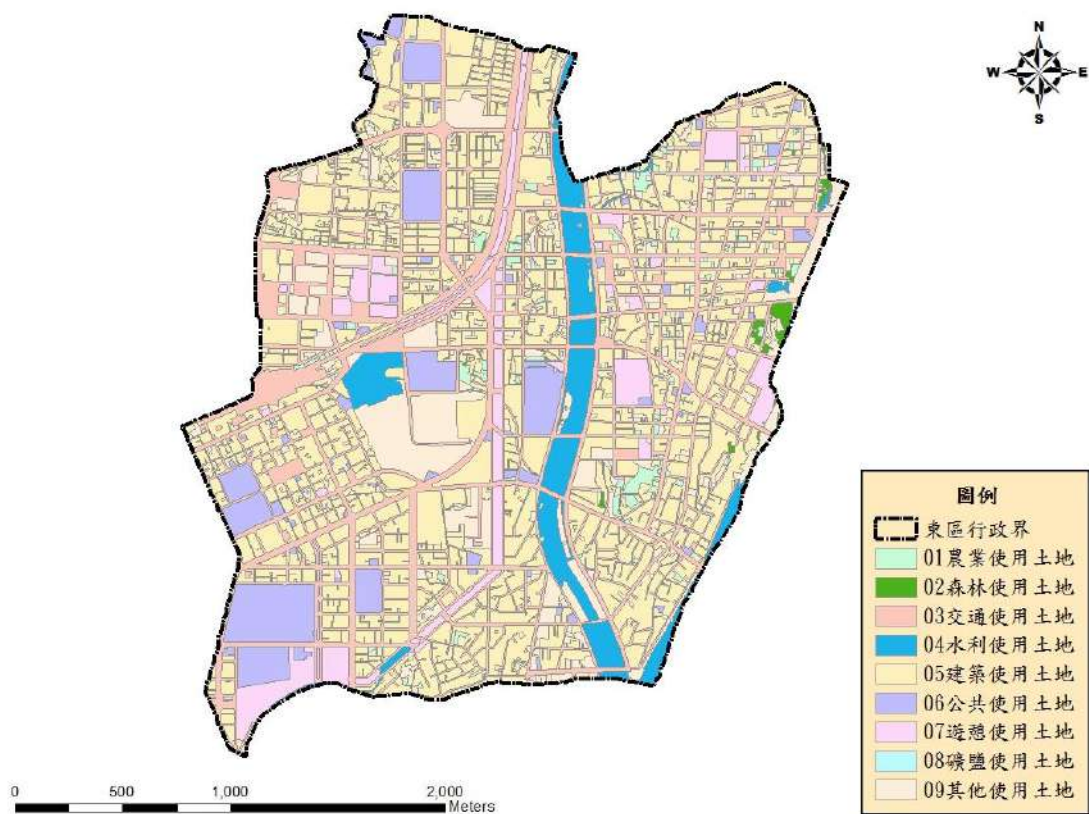 N
W E
S
圖例
東區行政界
01農業使用土地
02森林使用土地
03交通使用土地
04水利使用土地
05建築使用土地
06公共使用土地
07遊憩使用土地
08礦鹽使用土地
09其他使用土地
0 500 1,000 2,000
Meters